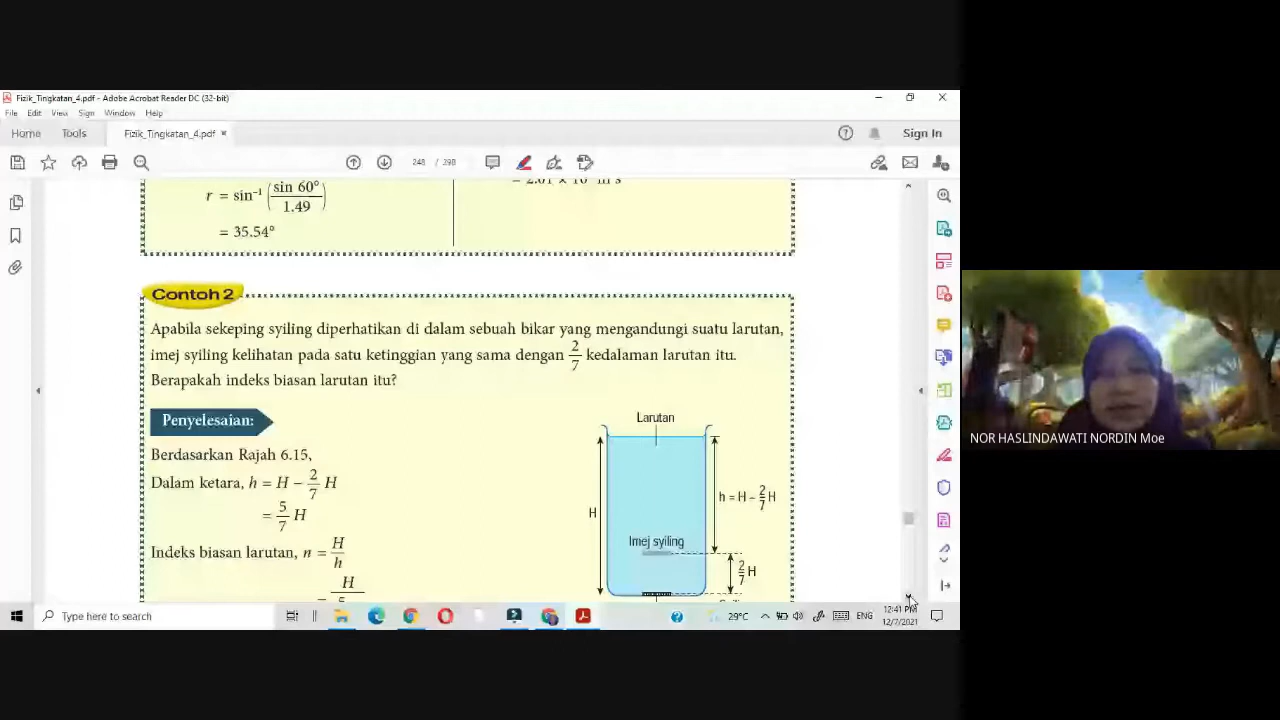 Fizik_Tingkatan_4.pdf - Adobe Acrobat Reader DC (32-bit)
File Edit View Sign Window Help
Home Tools Fizik_Tingkatan_4.pdf × Sign In
248 / 298
r = sin⁻¹ (sin 60° / 1.49)
= 35.54°
Contoh 2
Apabila sekeping syiling diperhatikan di dalam sebuah bikar yang mengandungi suatu larutan,
imej syiling kelihatan pada satu ketinggian yang sama dengan 2/7 kedalaman larutan itu.
Berapakah indeks biasan larutan itu?
Penyelesaian:
Berdasarkan Rajah 6.15,
Dalam ketara, h = H – 2/7 H
= 5/7 H
Indeks biasan larutan, n = H/h
= H
5
Larutan
H
h = H – 2/7 H
Imej syiling
2/7 H
NOR HASLINDAWATI NORDIN Moe
Type here to search
29°C
ENG
12:41 PM
12/7/2021